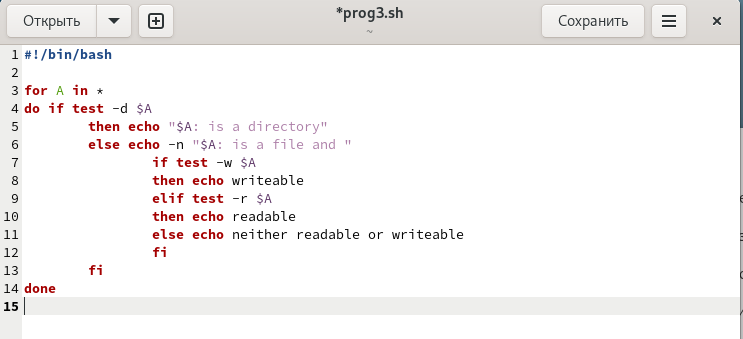 Открыть
*prog3.sh
~
Сохранить
1 #!/bin/bash
2
3 for A in *
4 do if test -d $A
5 then echo "$A: is a directory"
6 else echo -n "$A: is a file and "
7 if test -w $A
8 then echo writeable
9 elif test -r $A
10 then echo readable
11 else echo neither readable or writeable
12 fi
13 fi
14 done
15